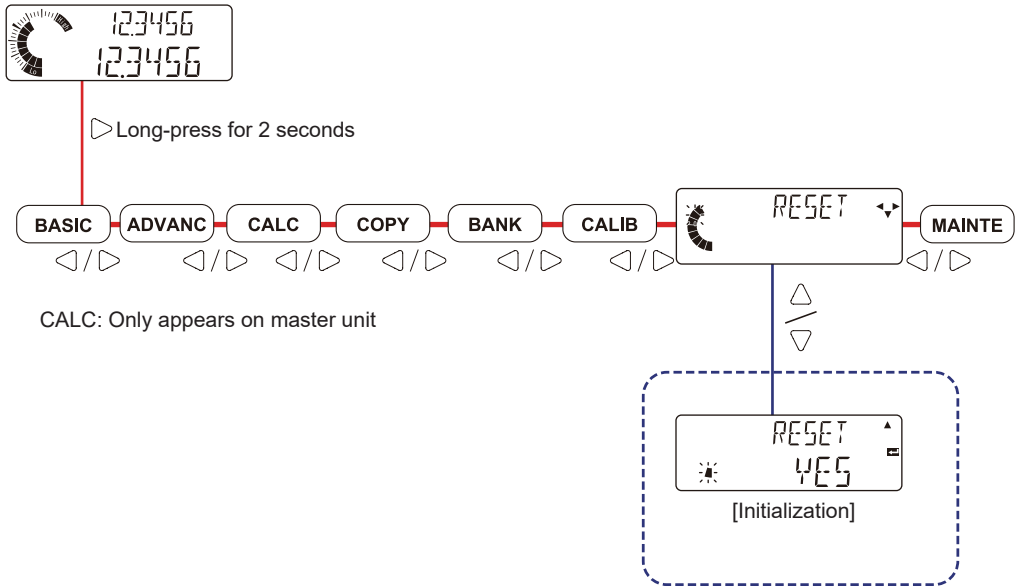 12.3456
12.3456
Lo
Long-press for 2 seconds
BASIC ADVANC CALC COPY BANK CALIB RESET MAINTE
CALC: Only appears on master unit
RESET
YES
[Initialization]